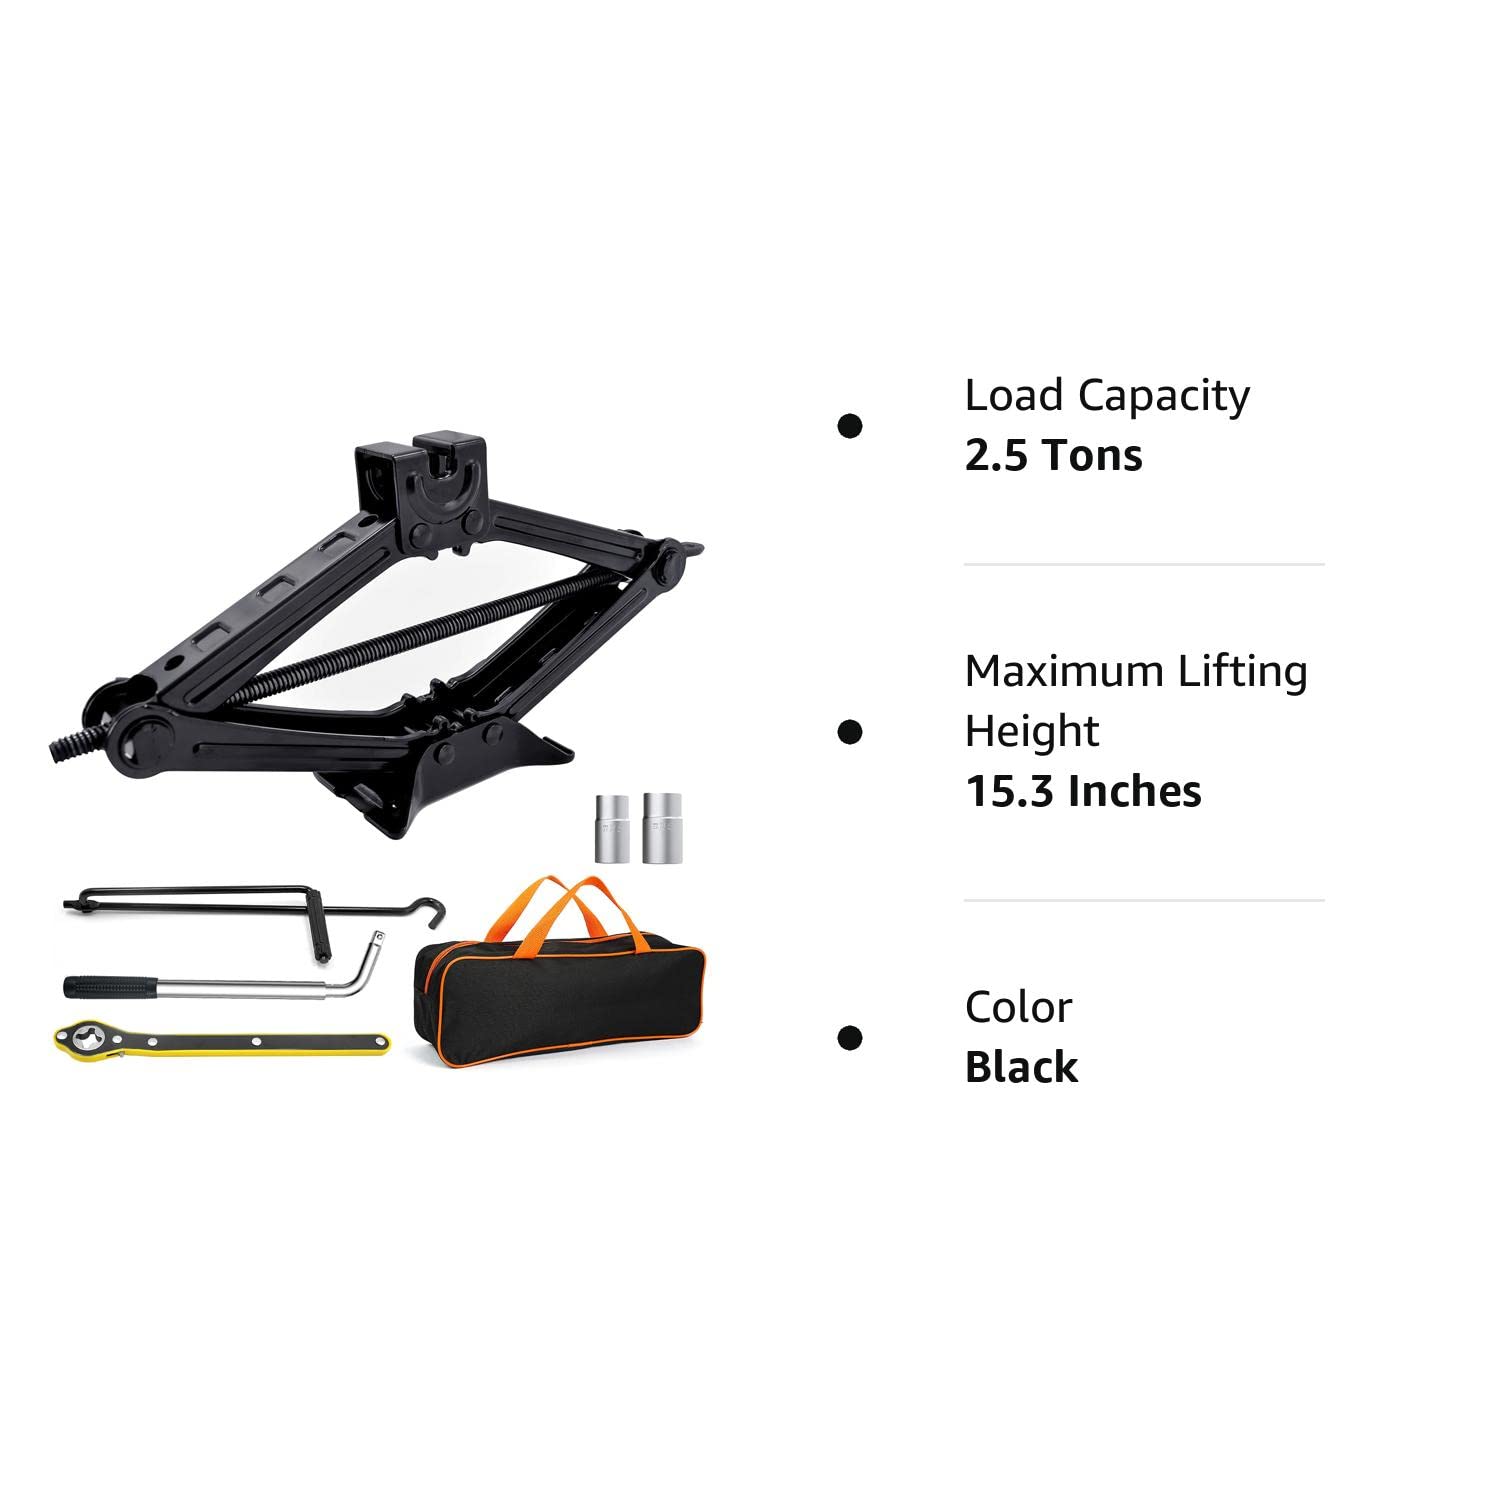 Load Capacity
2.5 Tons
Maximum Lifting
Height
15.3 Inches
Color
Black